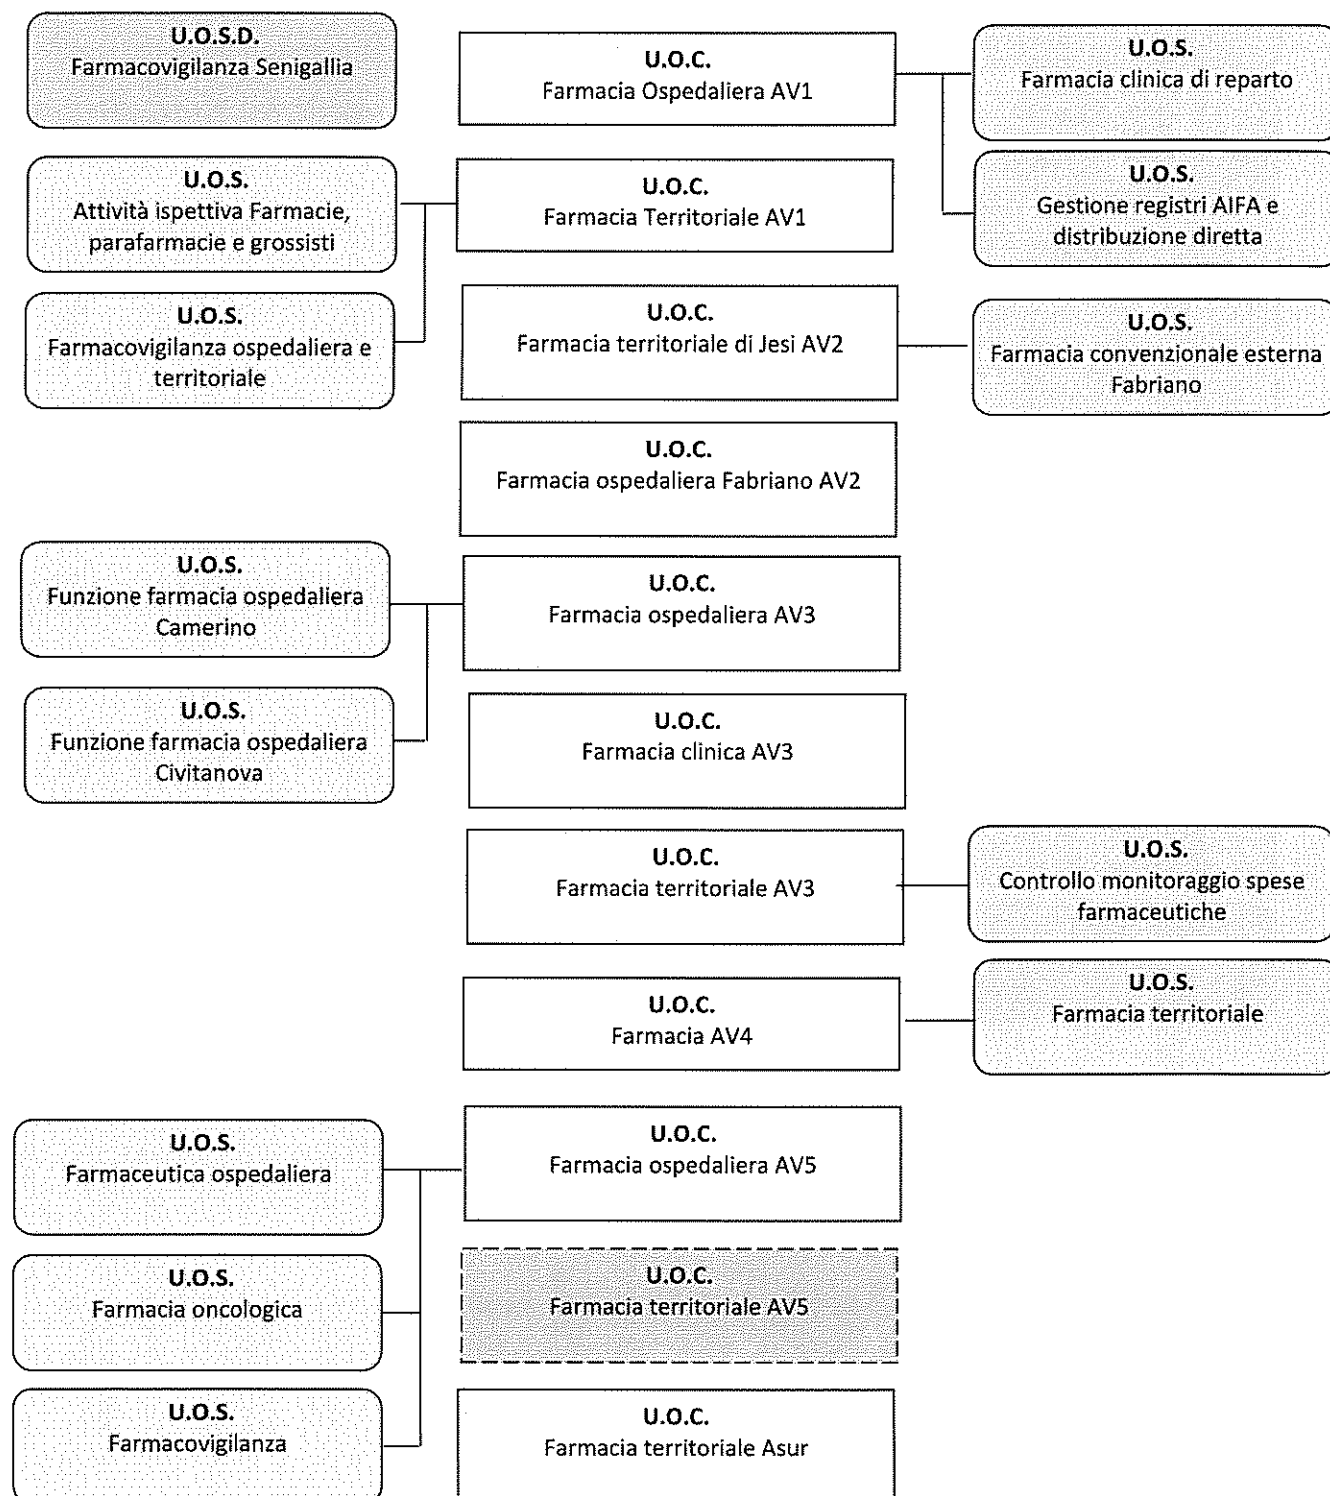 U.O.S.D.
Farmacovigilanza Senigallia
U.O.C.
Farmacia Ospedaliera AV1
U.O.S.
Farmacia clinica di reparto
U.O.S.
Attività ispettiva Farmacie,
parafarmacie e grossisti
U.O.C.
Farmacia Territoriale AV1
U.O.S.
Gestione registri AIFA e
distribuzione diretta
U.O.S.
Farmacovigilanza ospedaliera e
territoriale
U.O.C.
Farmacia territoriale di Jesi AV2
U.O.S.
Farmacia convenzionale esterna
Fabriano
U.O.C.
Farmacia ospedaliera Fabriano AV2
U.O.S.
Funzione farmacia ospedaliera
Camerino
U.O.C.
Farmacia ospedaliera AV3
U.O.S.
Funzione farmacia ospedaliera
Civitanova
U.O.C.
Farmacia clinica AV3
U.O.C.
Farmacia territoriale AV3
U.O.S.
Controllo monitoraggio spese
farmaceutiche
U.O.C.
Farmacia AV4
U.O.S.
Farmacia territoriale
U.O.S.
Farmaceutica ospedaliera
U.O.C.
Farmacia ospedaliera AV5
U.O.S.
Farmacia oncologica
U.O.C.
Farmacia territoriale AV5
U.O.S.
Farmacovigilanza
U.O.C.
Farmacia territoriale Asur